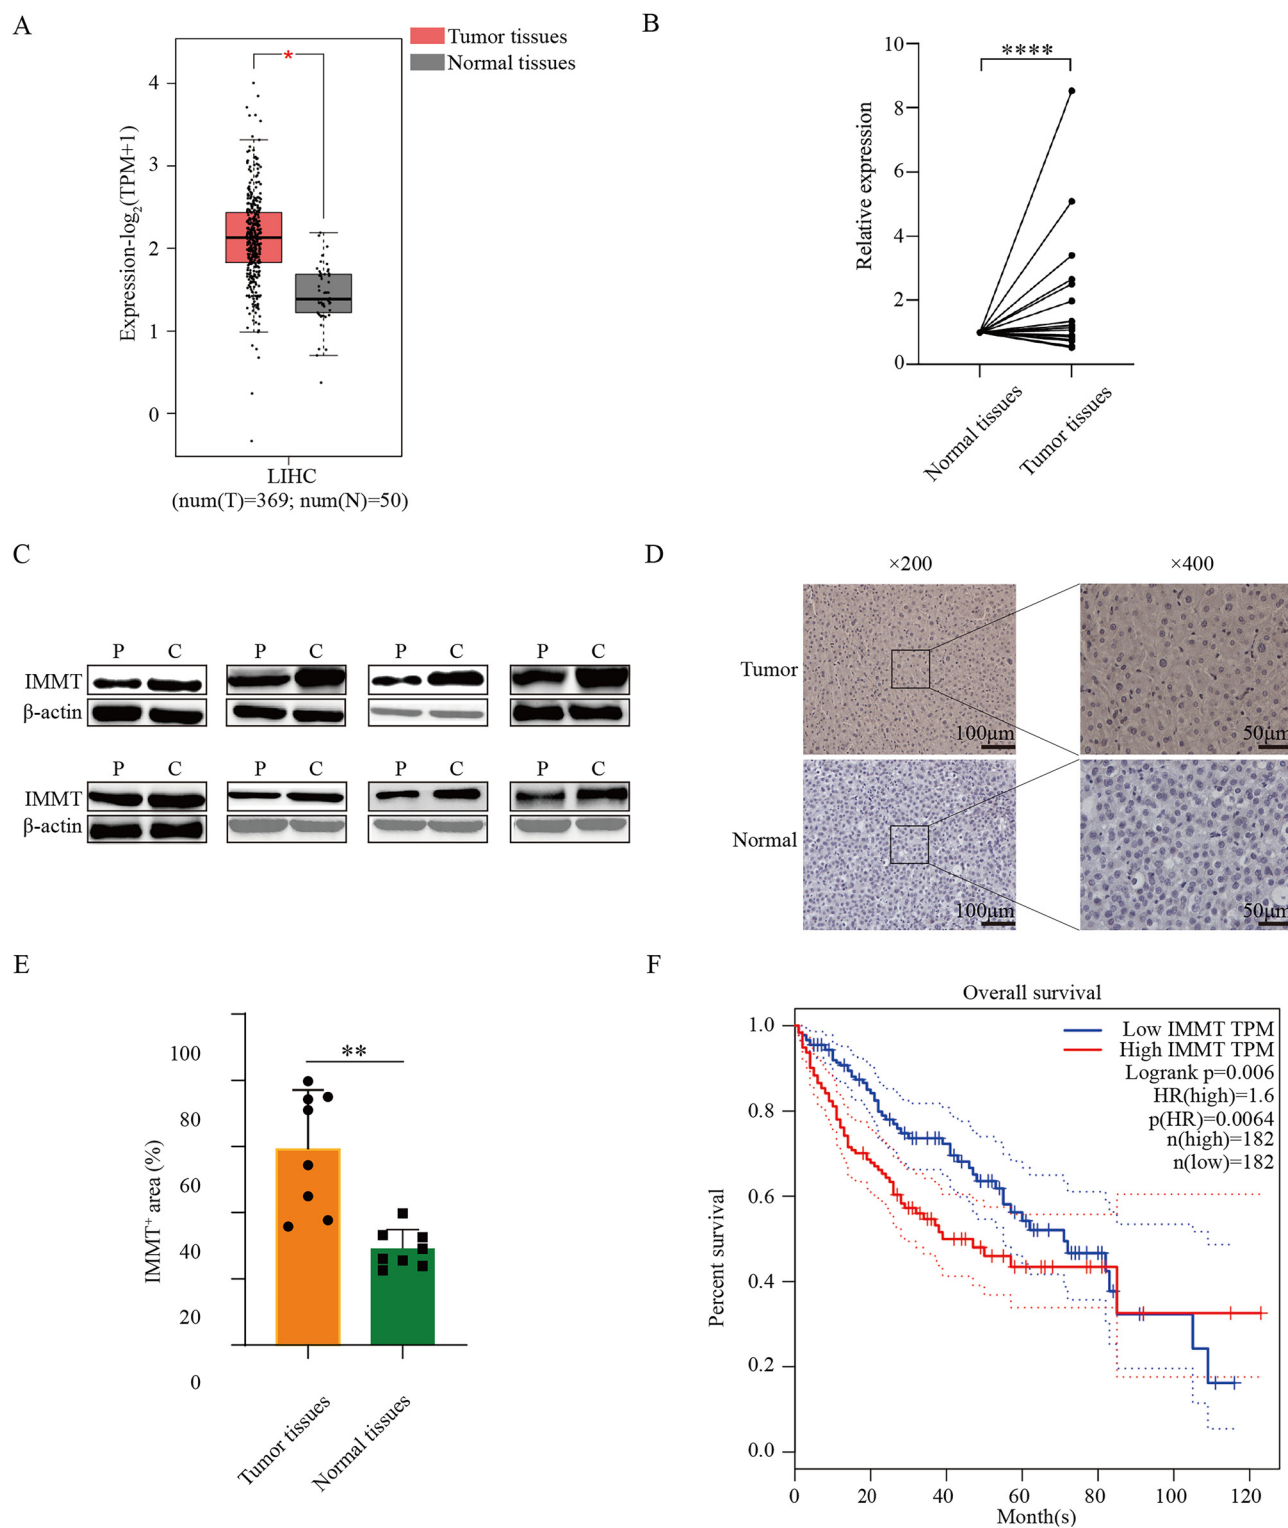 A
Tumor tissues
Normal tissues
*
4
3
2
1
0
Expression-log2(TPM+1)
LIHC
(num(T)=369; num(N)=50)
B
****
10
8
6
4
2
0
Relative expression
Normal tissues
Tumor tissues
C
P C P C P C P C
IMMT
β-actin
P C P C P C P C
IMMT
β-actin
D
×200 ×400
Tumor
100μm 50μm
Normal
100μm 50μm
E
**
100
80
60
40
20
0
IMMT+ area (%)
Tumor tissues
Normal tissues
F
Overall survival
Low IMMT TPM
High IMMT TPM
Logrank p=0.006
HR(high)=1.6
p(HR)=0.0064
n(high)=182
n(low)=182
1.0
0.8
0.6
0.4
0.2
0.0
Percent survival
0 20 40 60 80 100 120
Month(s)